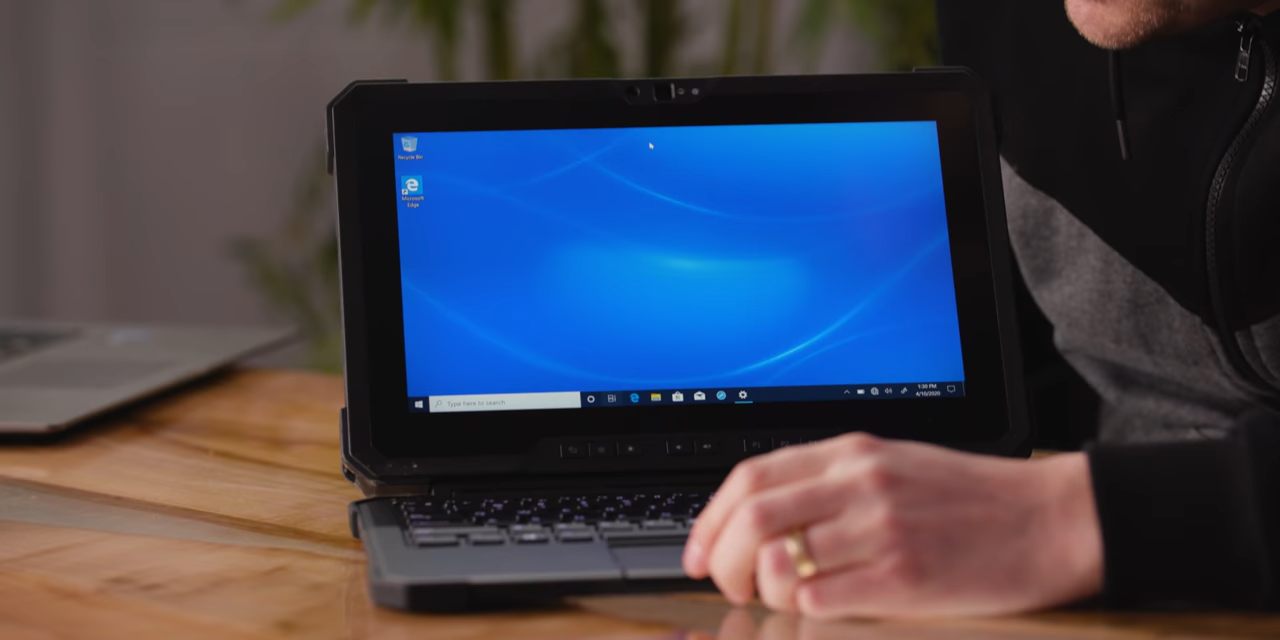 Recycle Bin
Microsoft
Edge
Type here to search
1:30 PM
4/10/2020